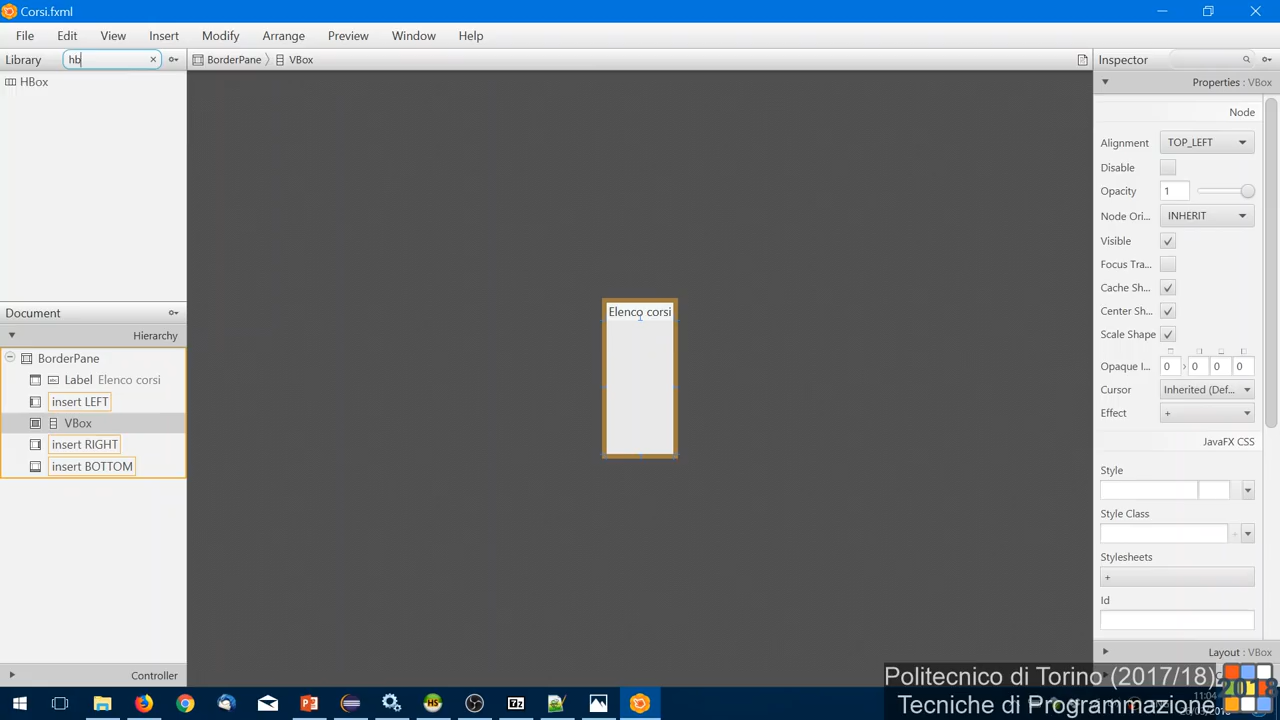 Corsi.fxml
File Edit View Insert Modify Arrange Preview Window Help
Library hb
BorderPane VBox
Inspector
HBox
Properties : VBox
Node
Alignment TOP_LEFT
Disable
Opacity 1
Node Ori... INHERIT
Visible
Focus Tra...
Cache Sh...
Center Sh...
Scale Shape
Opaque I... 0 0 0 0
Cursor Inherited (Def...
Effect +
JavaFX CSS
Style
Style Class
+
Stylesheets
+
Id
Layout : VBox
Elenco corsi
Document
Hierarchy
BorderPane
Label Elenco corsi
insert LEFT
VBox
insert RIGHT
insert BOTTOM
Controller
Politecnico di Torino (2017/18)
Tecniche di Programmazione
11:04
2018